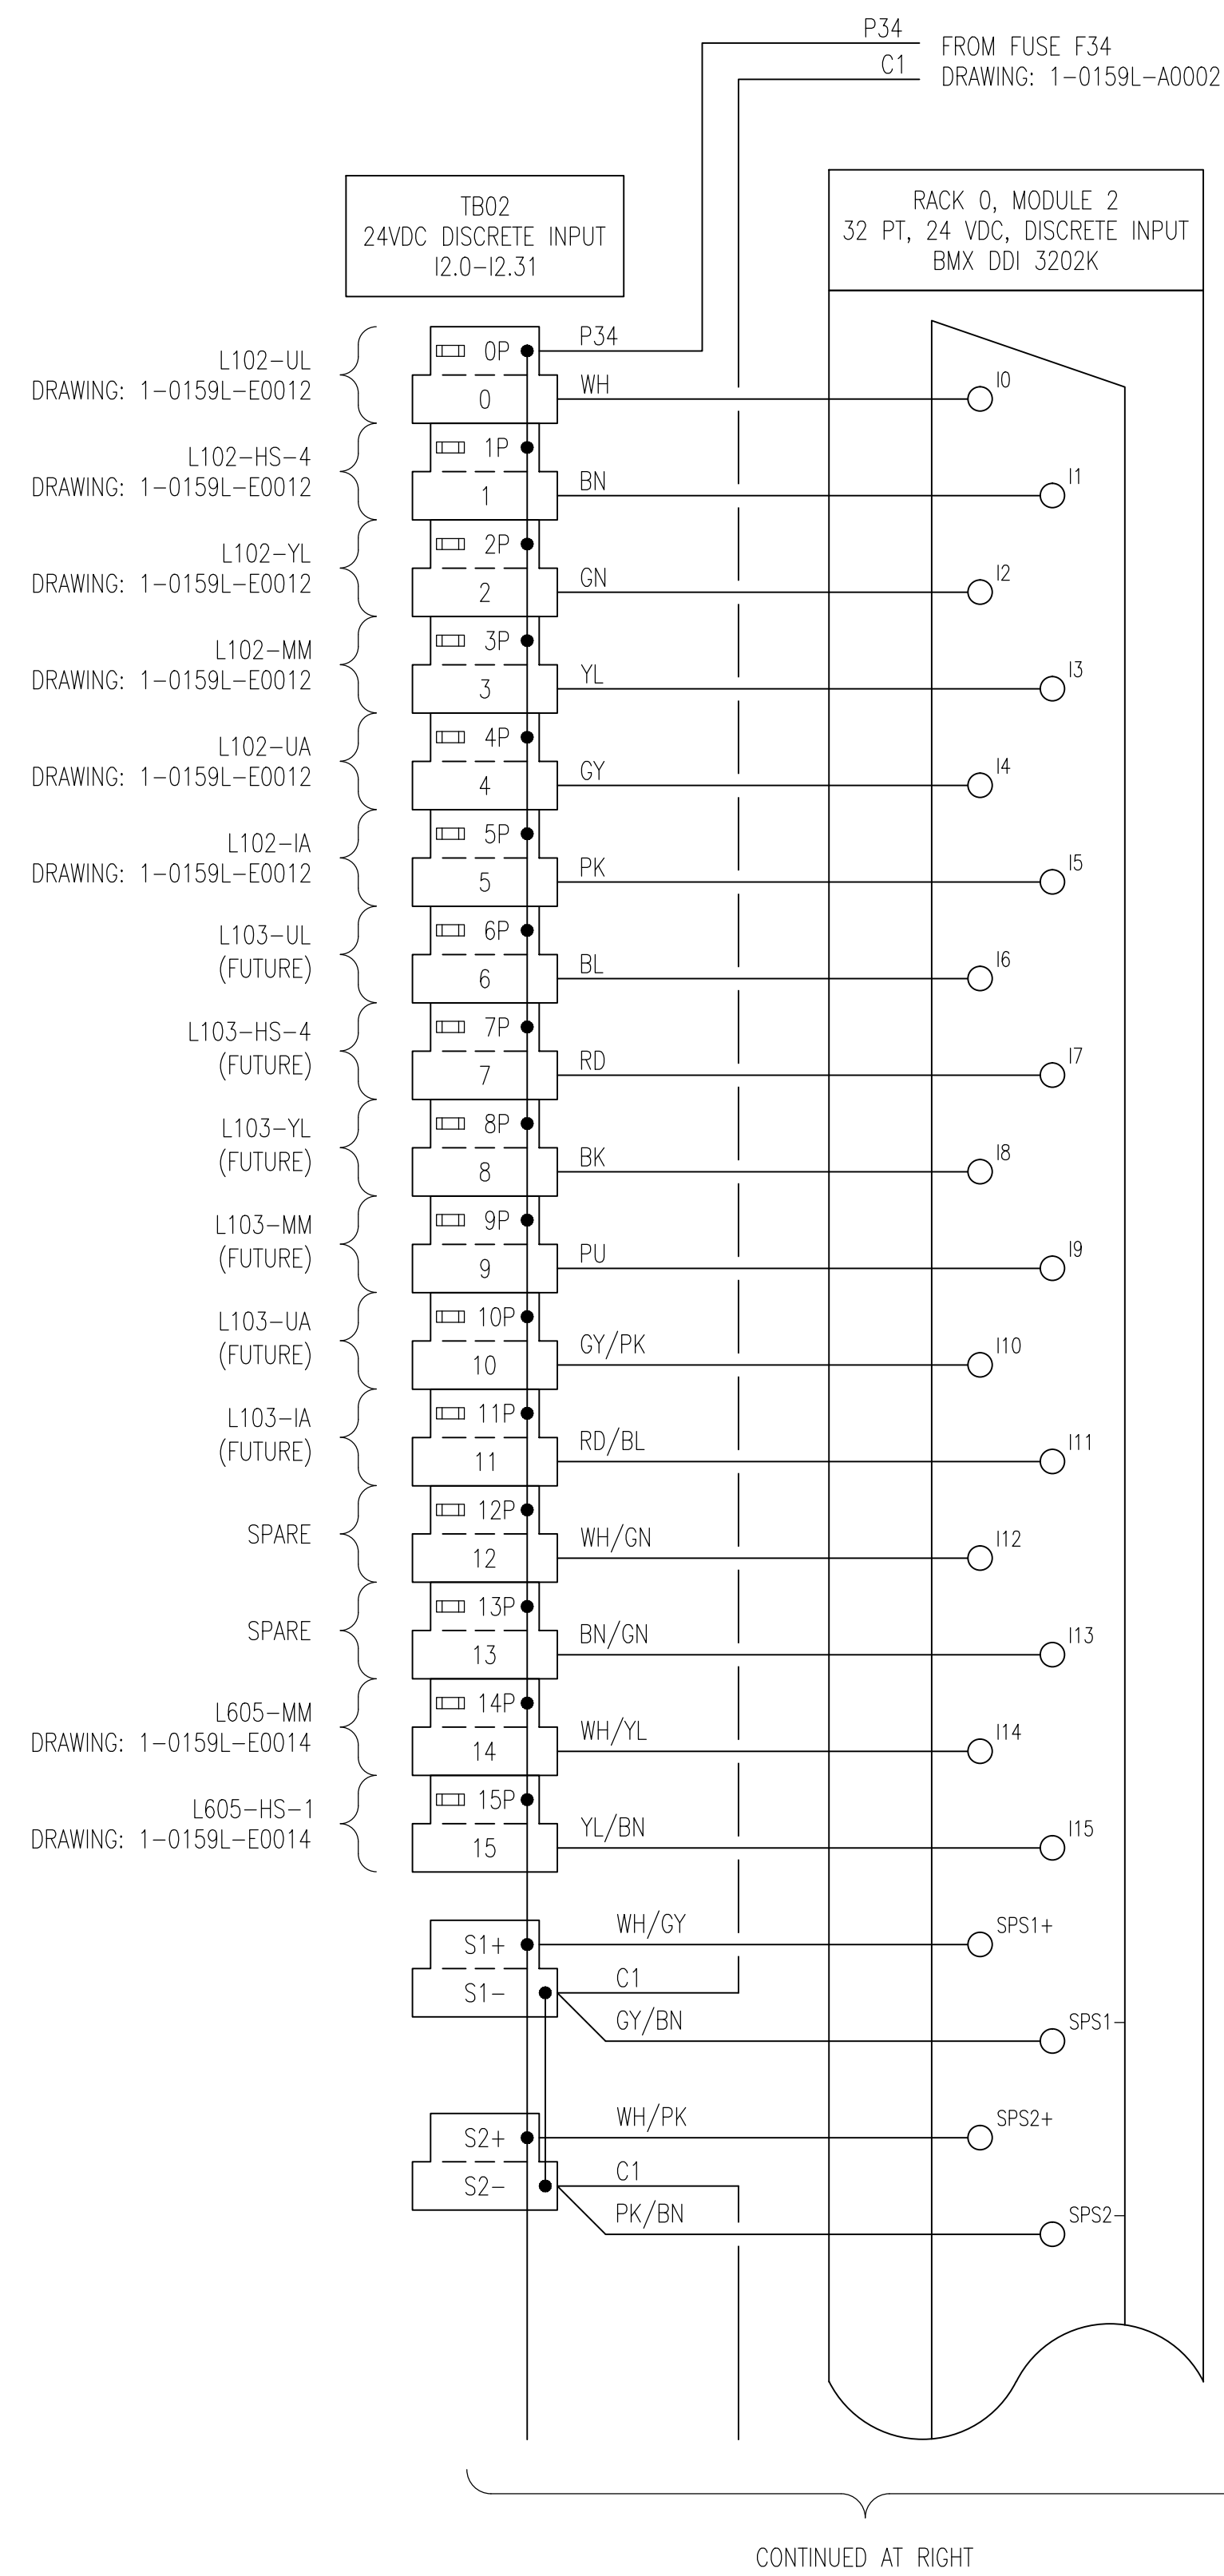 P34
FROM FUSE F34
C1
DRAWING: 1-0159L-A0002
TB02
24VDC DISCRETE INPUT
I2.0-I2.31
RACK 0, MODULE 2
32 PT, 24 VDC, DISCRETE INPUT
BMX DDI 3202K
L102-UL
DRAWING: 1-0159L-E0012
0P
P34
0
WH
I0
L102-HS-4
DRAWING: 1-0159L-E0012
1P
1
BN
I1
L102-YL
DRAWING: 1-0159L-E0012
2P
2
GN
I2
L102-MM
DRAWING: 1-0159L-E0012
3P
3
YL
I3
L102-UA
DRAWING: 1-0159L-E0012
4P
4
GY
I4
L102-IA
DRAWING: 1-0159L-E0012
5P
5
PK
I5
L103-UL
(FUTURE)
6P
6
BL
I6
L103-HS-4
(FUTURE)
7P
7
RD
I7
L103-YL
(FUTURE)
8P
8
BK
I8
L103-MM
(FUTURE)
9P
9
PU
I9
L103-UA
(FUTURE)
10P
10
GY/PK
I10
L103-IA
(FUTURE)
11P
11
RD/BL
I11
SPARE
12P
12
WH/GN
I12
SPARE
13P
13
BN/GN
I13
L605-MM
DRAWING: 1-0159L-E0014
14P
14
WH/YL
I14
L605-HS-1
DRAWING: 1-0159L-E0014
15P
15
YL/BN
I15
S1+
WH/GY
SPS1+
S1-
C1
GY/BN
SPS1-
S2+
WH/PK
SPS2+
S2-
C1
PK/BN
SPS2-
CONTINUED AT RIGHT